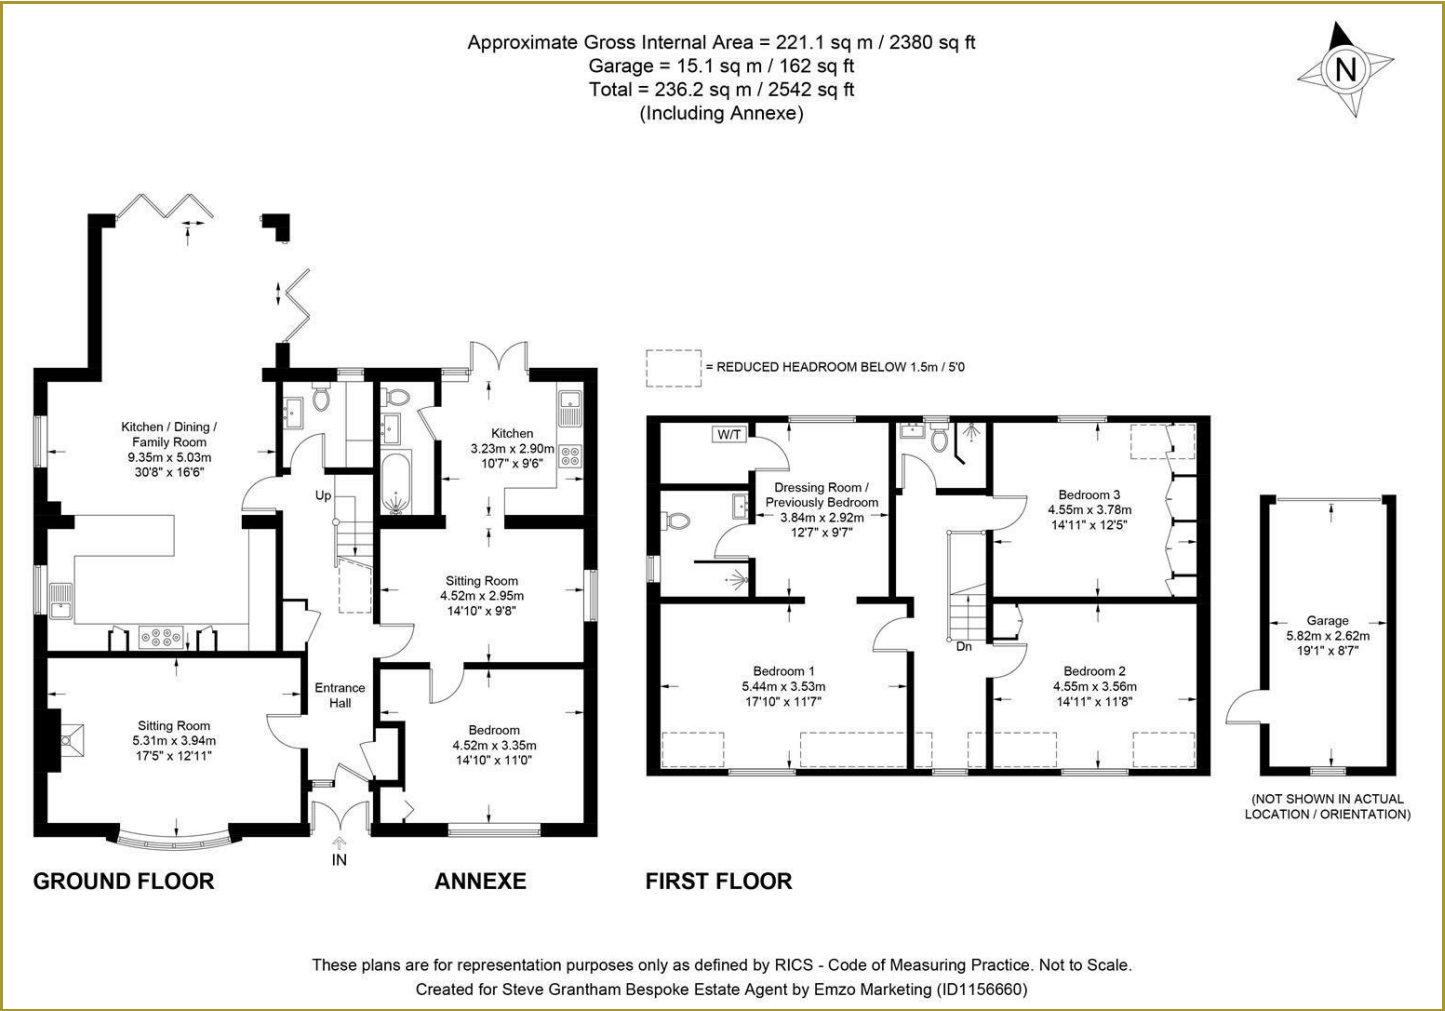 Approximate Gross Internal Area = 221.1 sq m / 2380 sq ft
Garage = 15.1 sq m / 162 sq ft
Total = 236.2 sq m / 2542 sq ft
(Including Annexe)
N
= REDUCED HEADROOM BELOW 1.5m / 5'0
Kitchen / Dining /
Family Room
9.35m x 5.03m
30'8" x 16'6"
Up
Kitchen
3.23m x 2.90m
10'7" x 9'6"
Sitting Room
4.52m x 2.95m
14'10" x 9'8"
Entrance
Hall
Sitting Room
5.31m x 3.94m
17'5" x 12'11"
Bedroom
4.52m x 3.35m
14'10" x 11'0"
IN
GROUND FLOOR
ANNEXE
W/T
Dressing Room /
Previously Bedroom
3.84m x 2.92m
12'7" x 9'7"
Bedroom 3
4.55m x 3.78m
14'11" x 12'5"
Dn
Bedroom 1
5.44m x 3.53m
17'10" x 11'7"
Bedroom 2
4.55m x 3.56m
14'11" x 11'8"
FIRST FLOOR
Garage
5.82m x 2.62m
19'1" x 8'7"
(NOT SHOWN IN ACTUAL
LOCATION / ORIENTATION)
These plans are for representation purposes only as defined by RICS - Code of Measuring Practice. Not to Scale.
Created for Steve Grantham Bespoke Estate Agent by Emzo Marketing (ID1156660)